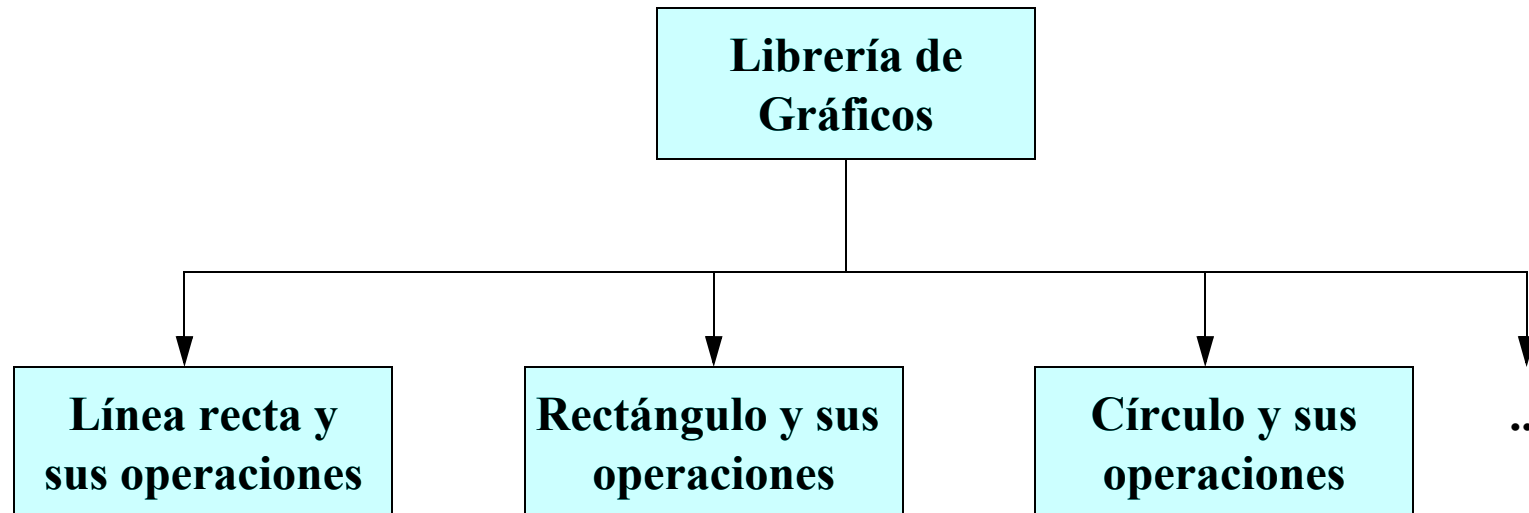 Librería de
Gráficos
Línea recta y
sus operaciones
Rectángulo y sus
operaciones
Círculo y sus
operaciones
..